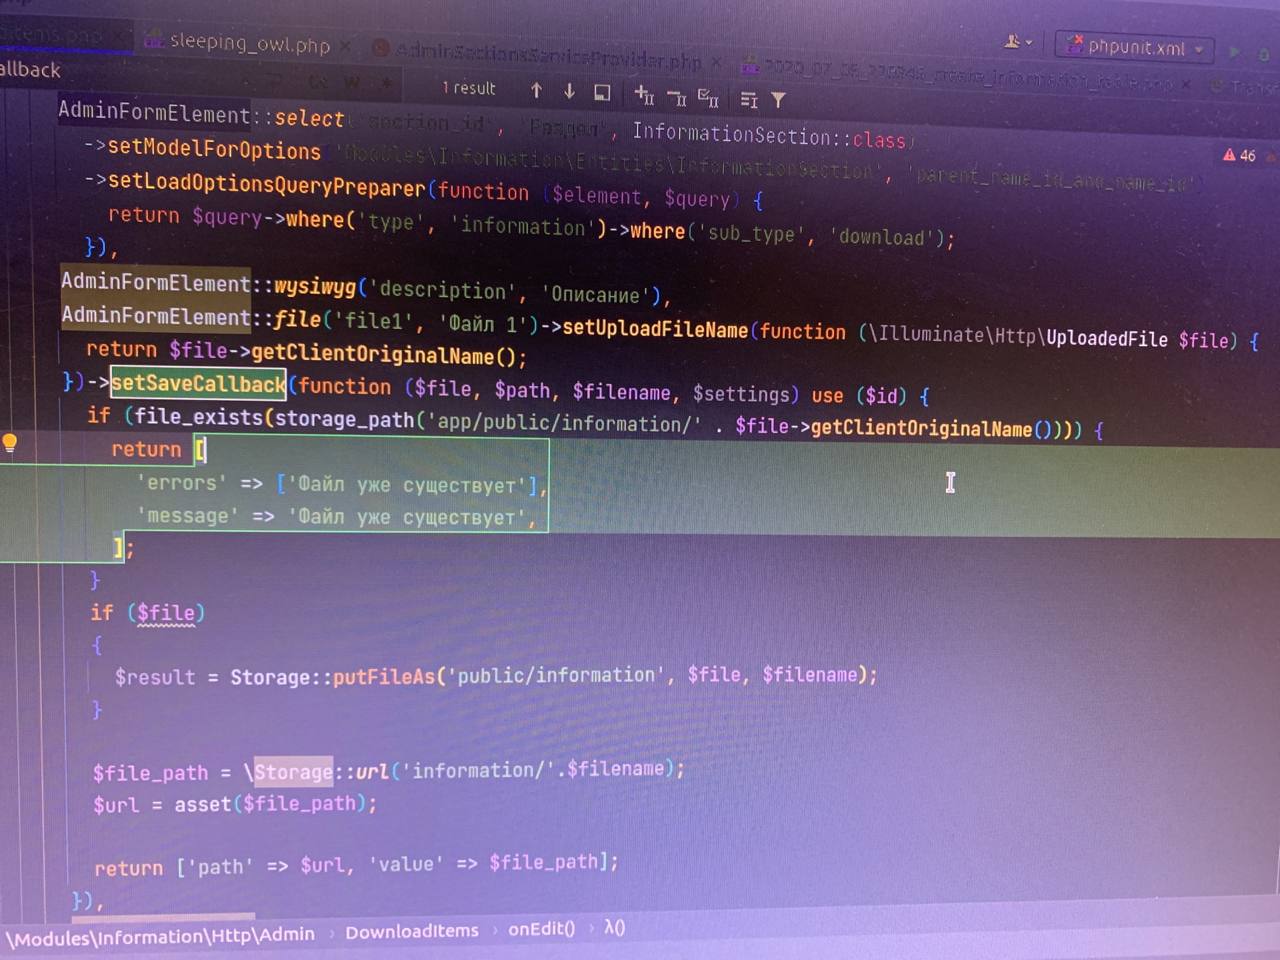 sleeping_owl.php
AdminSectionsServiceProvider.php
phpunit.xml
allback
1 result
AdminFormElement::select('section_id', 'Раздел', InformationSection::class)
->setModelForOptions('Modules\Information\Entities\InformationSection', 'parent_name_id_and_name_id')
46
->setLoadOptionsQueryPreparer(function ($element, $query) {
return $query->where('type', 'information')->where('sub_type', 'download');
}),
AdminFormElement::wysiwyg('description', 'Описание'),
AdminFormElement::file('file1', 'Файл 1')->setUploadFileName(function (\Illuminate\Http\UploadedFile $file) {
return $file->getClientOriginalName();
})->setSaveCallback(function ($file, $path, $filename, $settings) use ($id) {
if (file_exists(storage_path('app/public/information/' . $file->getClientOriginalName()))) {
return [
'errors' => ['Файл уже существует'],
'message' => 'Файл уже существует',
];
}
if ($file)
{
$result = Storage::putFileAs('public/information', $file, $filename);
}
$file_path = \Storage::url('information/'.$filename);
$url = asset($file_path);
return ['path' => $url, 'value' => $file_path];
}),
\Modules\Information\Http\Admin › DownloadItems › onEdit() › λ()